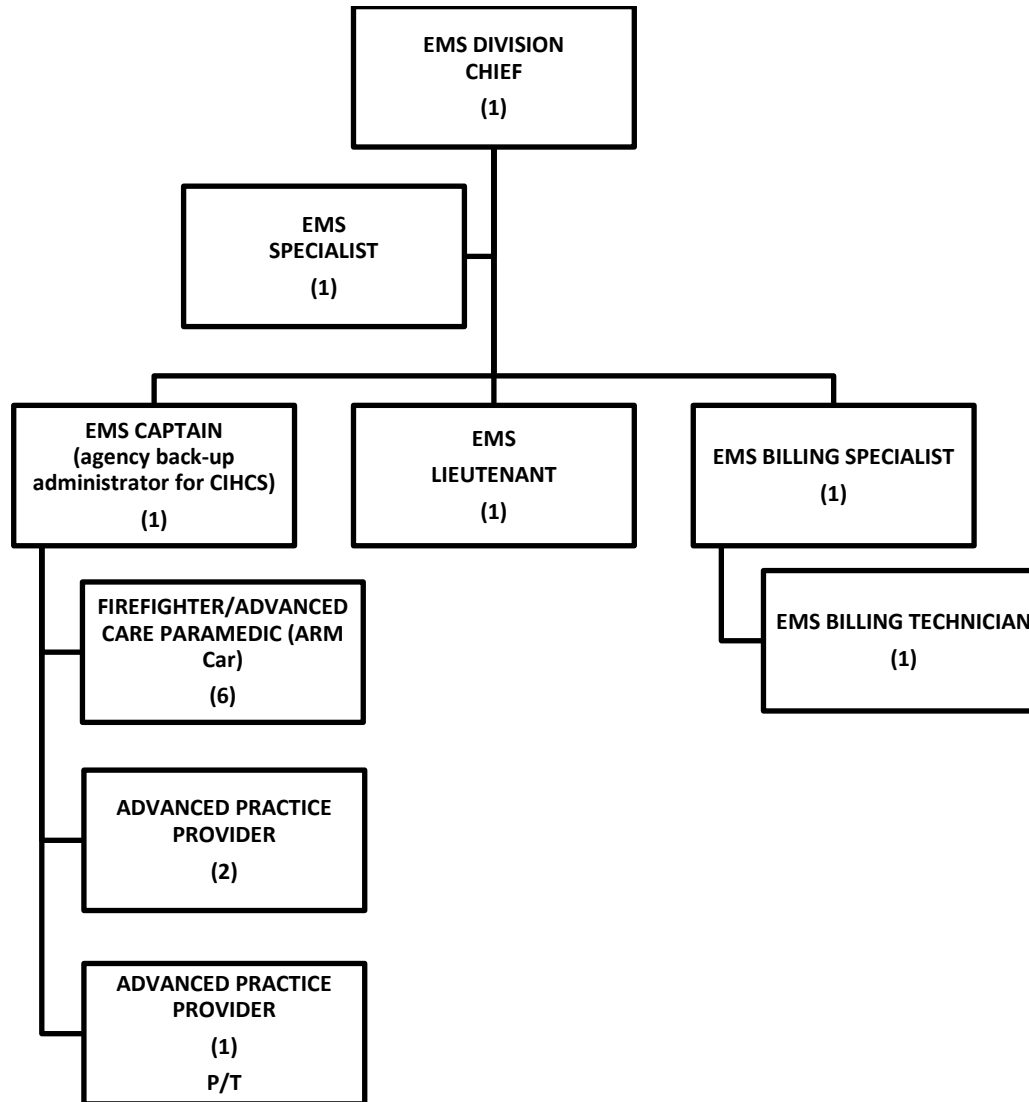 EMS DIVISION
CHIEF
(1)
EMS
SPECIALIST
(1)
EMS CAPTAIN
(agency back-up
administrator for CIHCS)
(1)
EMS
LIEUTENANT
(1)
EMS BILLING SPECIALIST
(1)
FIREFIGHTER/ADVANCED
CARE PARAMEDIC (ARM
Car)
(6)
EMS BILLING TECHNICIAN
(1)
ADVANCED PRACTICE
PROVIDER
(2)
ADVANCED PRACTICE
PROVIDER
(1)
P/T